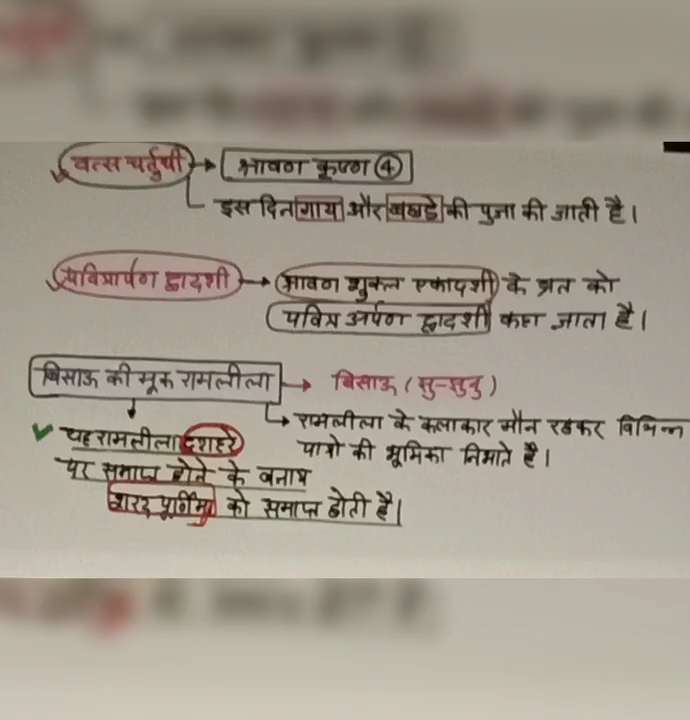 वत्स चर्तुथी → श्रावण कृष्ण ④
इस दिन गाय और बछडे की पुजा की जाती है।
पवित्रार्पण द्वादशी → श्रावण शुक्ल एकादशी के व्रत को
पवित्र अर्पण द्वादशी कहा जाता है।
बिसाऊ की मूक रामलीला → बिसाऊ (झु-झुनु)
→ रामलीला के कलाकार मौन रहकर विभिन्न
पात्रो की भूमिका निभाते है।
यह रामलीला दशहरे
पर समाप्त होने के बजाय
शरद पूर्णिमा को समाप्त होती है।